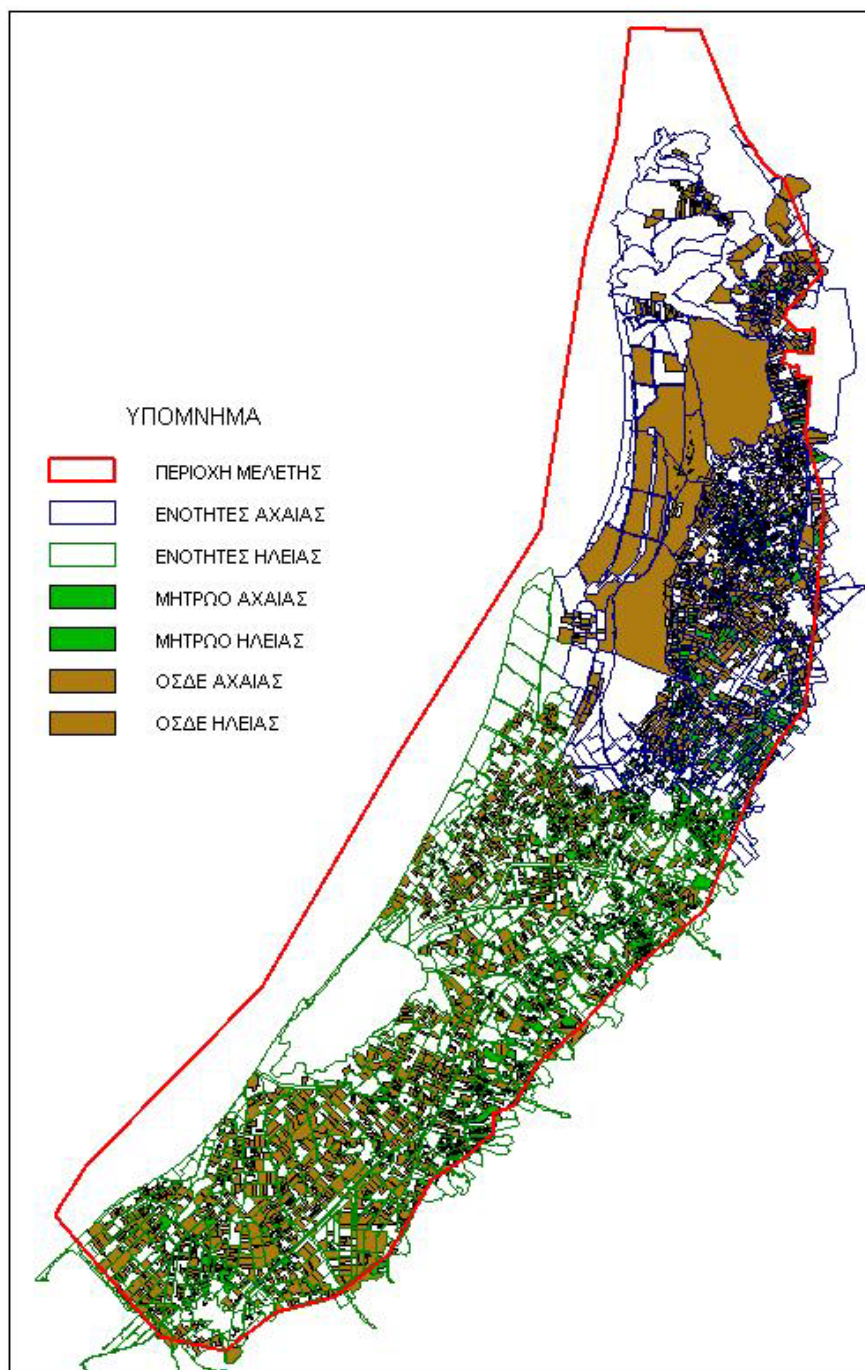 ΥΠΟΜΝΗΜΑ
ΠΕΡΙΟΧΗ ΜΕΛΕΤΗΣ
ΕΝΟΤΗΤΕΣ ΑΧΑΙΑΣ
ΕΝΟΤΗΤΕΣ ΗΛΕΙΑΣ
ΜΗΤΡΩΟ ΑΧΑΙΑΣ
ΜΗΤΡΩΟ ΗΛΕΙΑΣ
ΟΣΔΕ ΑΧΑΙΑΣ
ΟΣΔΕ ΗΛΕΙΑΣ